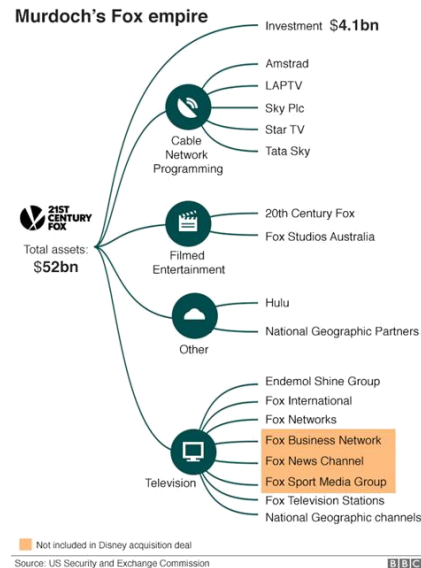 Murdoch's Fox empire
Investment $4.1bn
Amstrad
LAPTV
Sky Plc
Star TV
Tata Sky
Cable
Network
Programming
21ST
CENTURY
FOX
Total assets:
$52bn
20th Century Fox
Fox Studios Australia
Filmed
Entertainment
Hulu
National Geographic Partners
Other
Endemol Shine Group
Fox International
Fox Networks
Fox Business Network
Fox News Channel
Fox Sport Media Group
Fox Television Stations
National Geographic channels
Television
Not included in Disney acquisition deal
Source: US Security and Exchange Commission
BBC